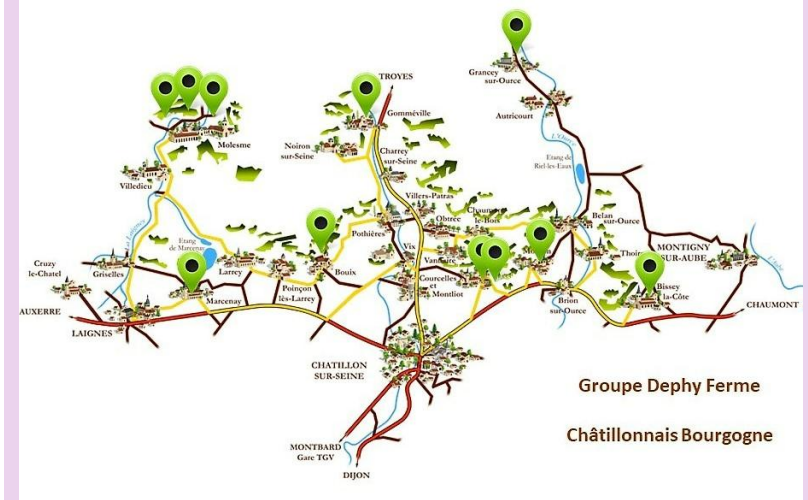 Grancey
sur-Ource
TROYES
Autricourt
Gomméville
Molesme
Noiron
sur-Seine
Charrey
sur-Seine
Etang de
Riel-les-Eaux
Villedieu
Villers-Patras
Obtrée
le-Bois
Belan
sur-Ource
Pothières
Etang
de Marcenay
Vix
MONTIGNY
SUR-AUBE
Cruzy
le-Chatel
Griselles
Larrey
Bouix
Courcelles
et
Montliot
Poinçon
lès-Larrey
Marcenay
Bissey
la-Côte
Brion
sur-Ource
CHAUMONT
AUXERRE
LAIGNES
CHATILLON
SUR-SEINE
Groupe Dephy Ferme
Châtillonnais Bourgogne
MONTBARD
Gare TGV
DIJON